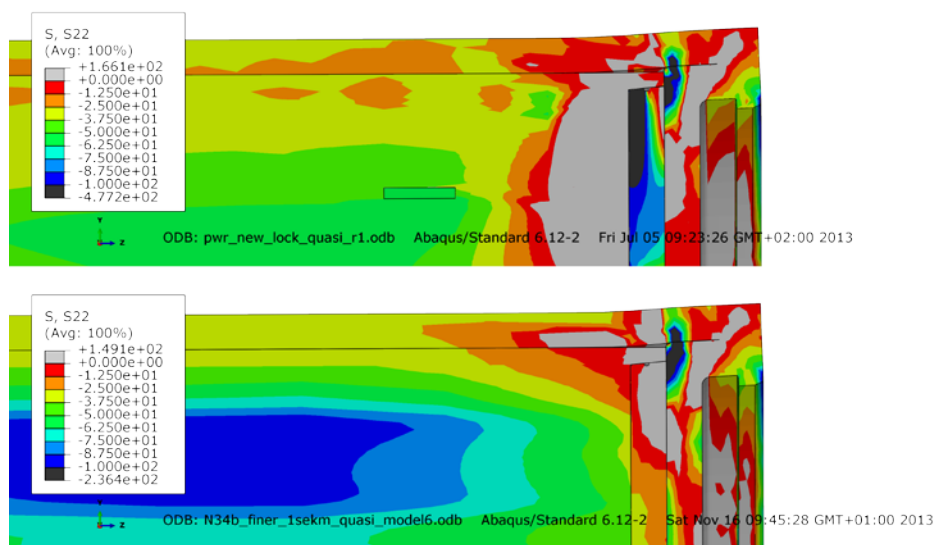 S, S22
(Avg: 100%)
+1.661e+02
+0.000e+00
-1.250e+01
-2.500e+01
-3.750e+01
-5.000e+01
-6.250e+01
-7.500e+01
-8.750e+01
-1.000e+02
-4.772e+02
Y
Z
ODB: pwr_new_lock_quasi_r1.odb Abaqus/Standard 6.12-2 Fri Jul 05 09:23:26 GMT+02:00 2013
S, S22
(Avg: 100%)
+1.491e+02
+0.000e+00
-1.250e+01
-2.500e+01
-3.750e+01
-5.000e+01
-6.250e+01
-7.500e+01
-8.750e+01
-1.000e+02
-2.364e+02
Y
Z
ODB: N34b_finer_1sekm_quasi_model6.odb Abaqus/Standard 6.12-2 Sat Nov 16 09:45:28 GMT+01:00 2013